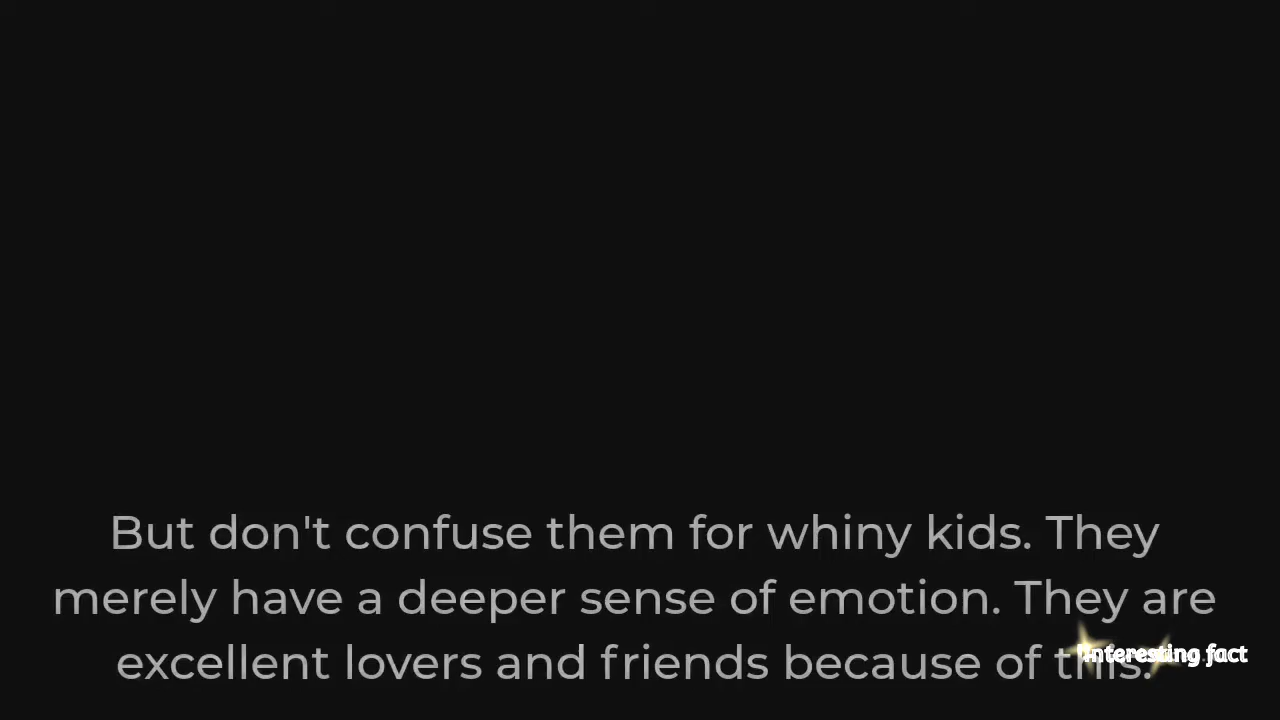 But don't confuse them for whiny kids. They
merely have a deeper sense of emotion. They are
excellent lovers and friends because of this.
Interesting fact